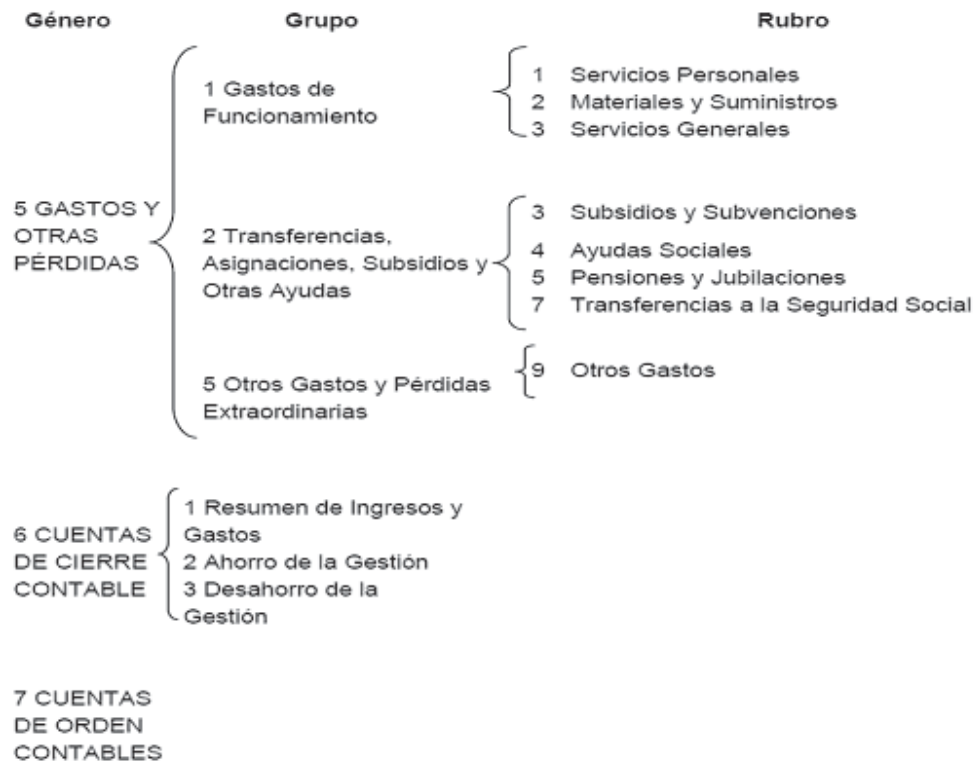 Género Grupo Rubro
5 GASTOS Y
OTRAS
PÉRDIDAS
1 Gastos de
Funcionamiento
1 Servicios Personales
2 Materiales y Suministros
3 Servicios Generales
2 Transferencias,
Asignaciones, Subsidios y
Otras Ayudas
3 Subsidios y Subvenciones
4 Ayudas Sociales
5 Pensiones y Jubilaciones
7 Transferencias a la Seguridad Social
5 Otros Gastos y Pérdidas
Extraordinarias
9 Otros Gastos
6 CUENTAS
DE CIERRE
CONTABLE
1 Resumen de Ingresos y
Gastos
2 Ahorro de la Gestión
3 Desahorro de la
Gestión
7 CUENTAS
DE ORDEN
CONTABLES